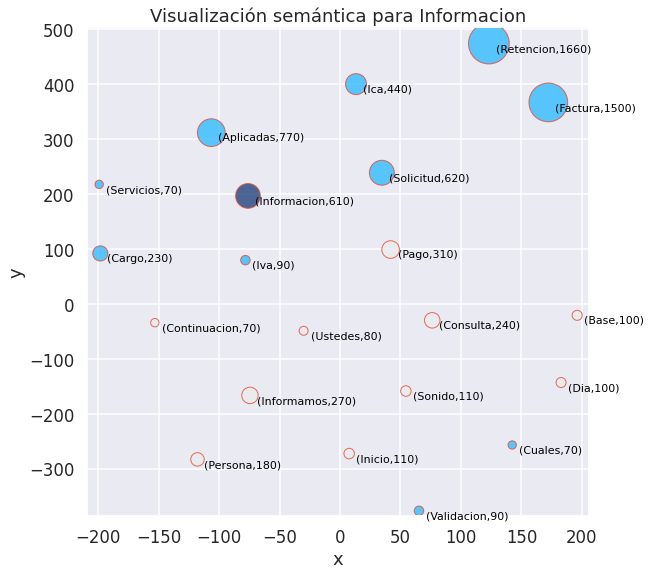 Visualización semántica para Informacion
500
(Retencion,1660)
400
(Ica,440)
(Factura,1500)
300
(Aplicadas,770)
200
(Servicios,70)
(Solicitud,620)
(Informacion,610)
100
(Cargo,230)
(Iva,90)
(Pago,310)
y
0
(Continuacion,70)
(Ustedes,80)
(Consulta,240)
(Base,100)
−100
(Informamos,270)
(Sonido,110)
(Dia,100)
−200
(Persona,180)
(Inicio,110)
(Cuales,70)
−300
(Validacion,90)
−200 −150 −100 −50 0 50 100 150 200
x